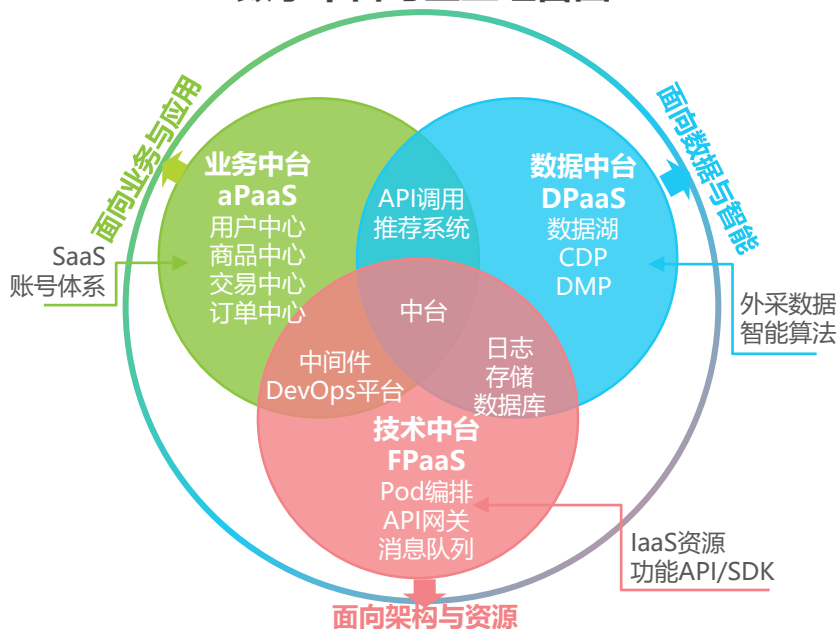 面向业务与应用
面向数据与智能
业务中台
aPaaS
用户中心
商品中心
交易中心
订单中心
API调用
推荐系统
数据中台
DPaaS
数据湖
CDP
DMP
SaaS
账号体系
外采数据
智能算法
中台
中间件
DevOps平台
日志
存储
数据库
技术中台
FPaaS
Pod编排
API网关
消息队列
IaaS资源
功能API/SDK
面向架构与资源